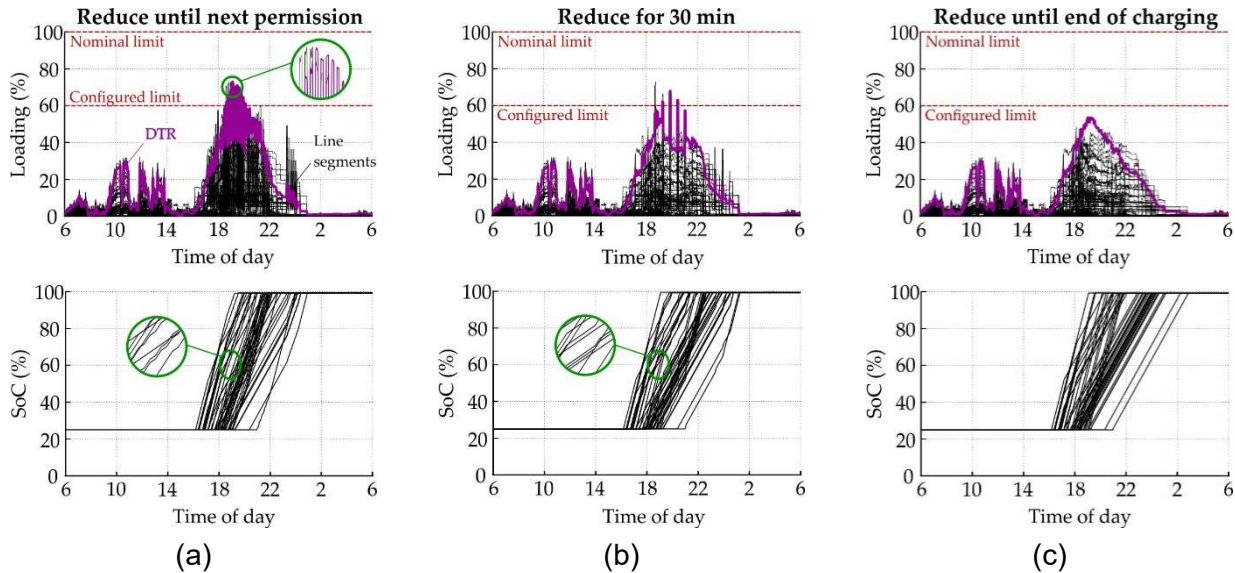 Reduce until next permission
100
80
60
40
20
0
Loading (%)
Nominal limit
Configured limit
DTR
Line
segments
6 10 14 18 22 2 6
Time of day
100
80
60
40
20
0
SoC (%)
6 10 14 18 22 2 6
Time of day
(a)
Reduce for 30 min
100
80
60
40
20
0
Loading (%)
Nominal limit
Configured limit
6 10 14 18 22 2 6
Time of day
100
80
60
40
20
0
SoC (%)
6 10 14 18 22 2 6
Time of day
(b)
Reduce until end of charging
100
80
60
40
20
0
Loading (%)
Nominal limit
Configured limit
6 10 14 18 22 2 6
Time of day
100
80
60
40
20
0
SoC (%)
6 10 14 18 22 2 6
Time of day
(c)